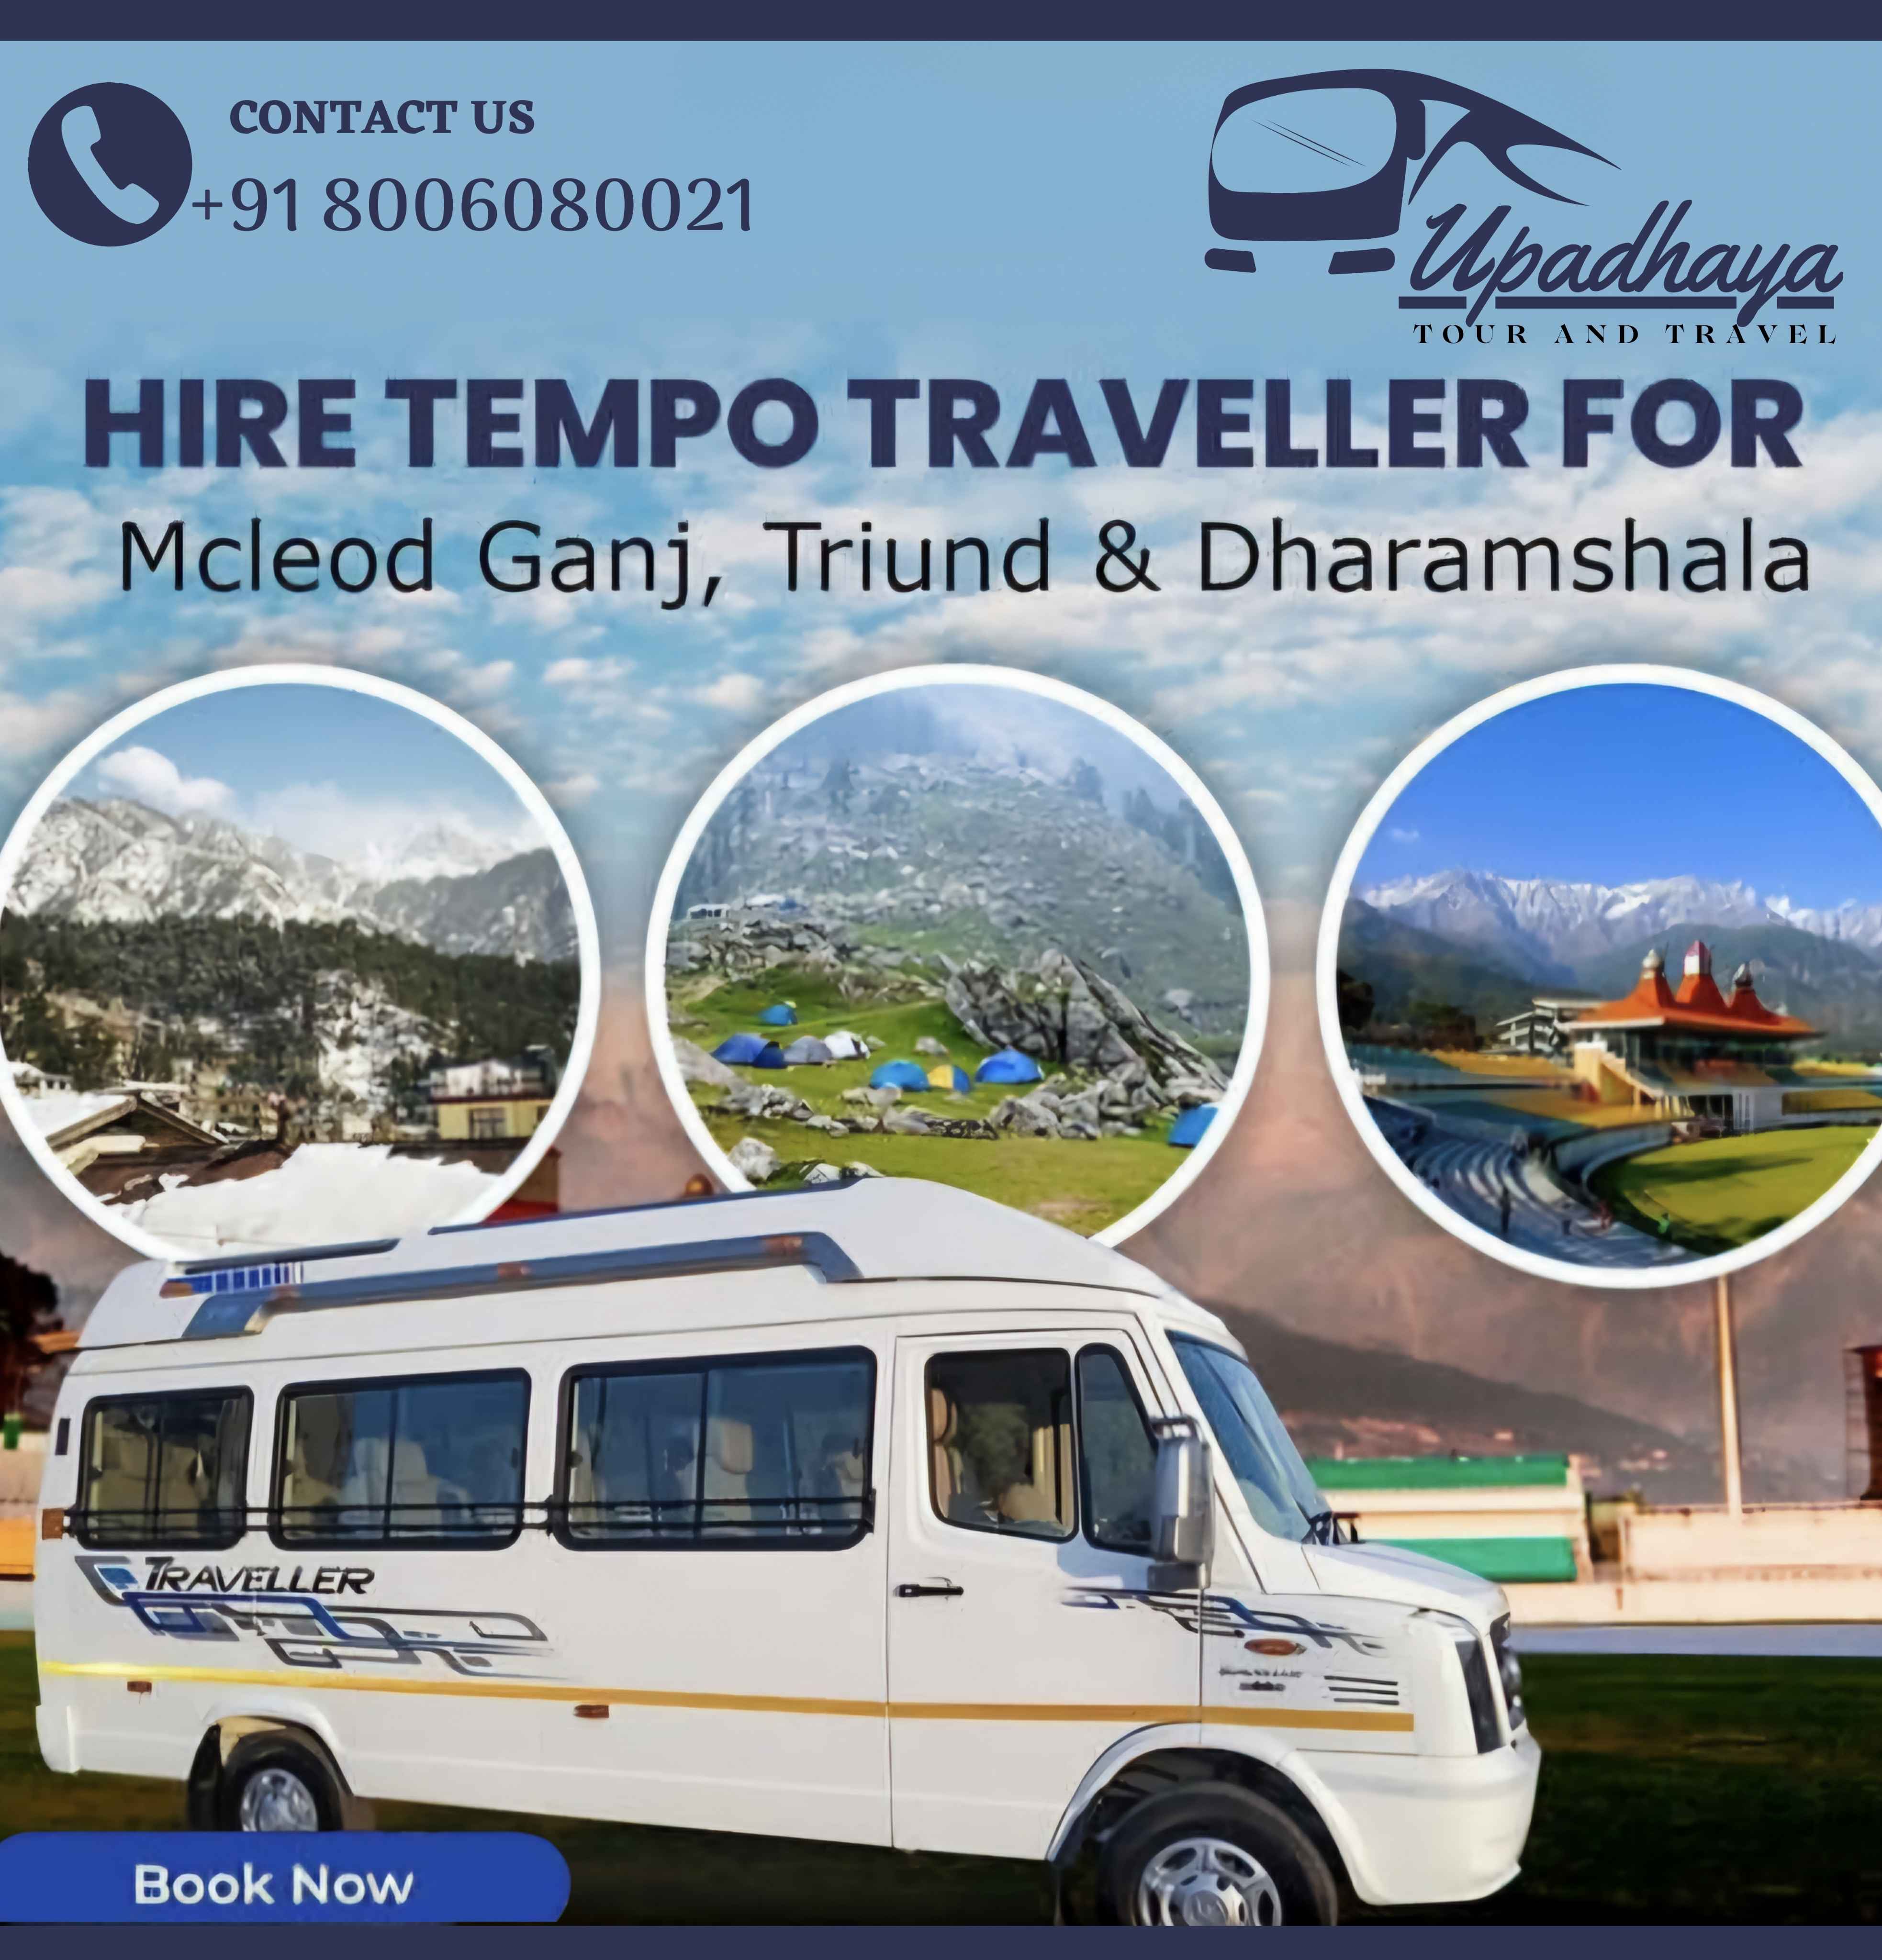 CONTACT US
+91 8006080021
Upadhaya
TOUR AND TRAVEL
HIRE TEMPO TRAVELLER FOR
Mcleod Ganj, Triund & Dharamshala
TRAVELLER
Book Now